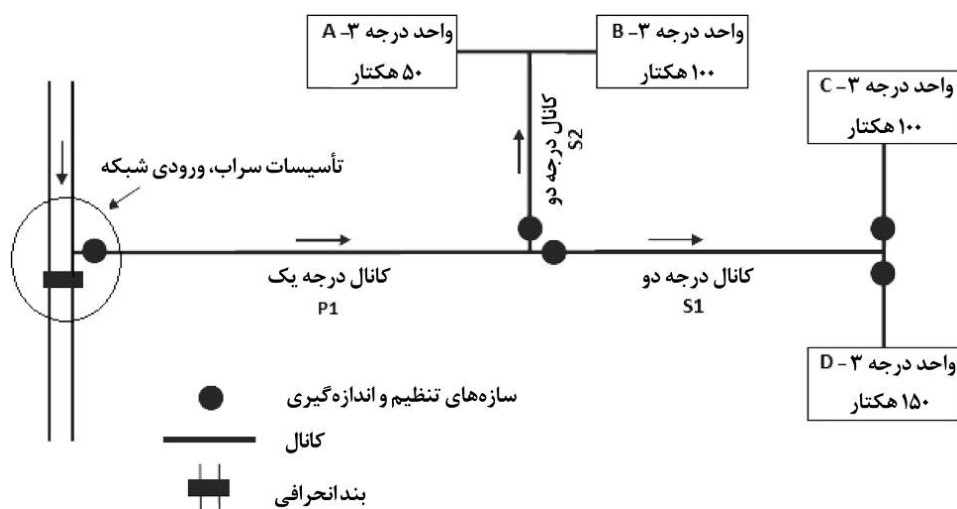 واحد درجه ۳ - A
۵۰ هکتار
واحد درجه ۳ - B
۱۰۰ هکتار
واحد درجه ۳ - C
۱۰۰ هکتار
کانال درجه دو
S2
تأسیسات سراب، ورودی شبکه
کانال درجه یک
P1
کانال درجه دو
S1
واحد درجه ۳ - D
۱۵۰ هکتار
سازه‌های تنظیم و اندازه‌گیری
کانال
بند انحرافی